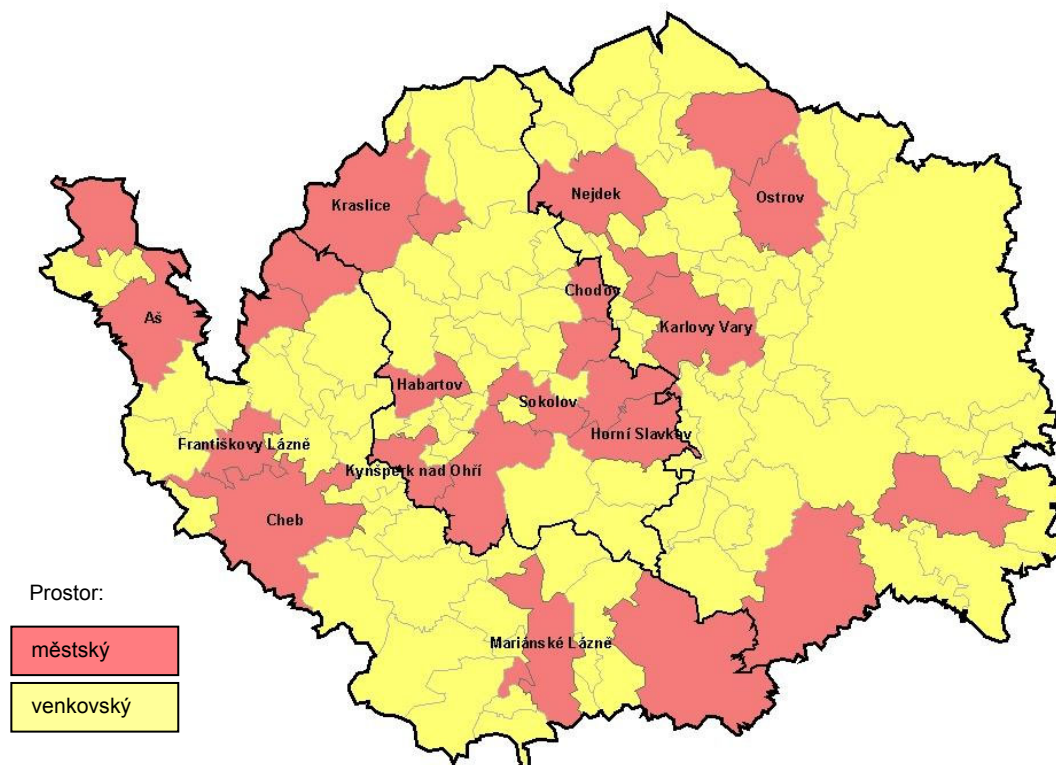 Kraslice
Nejdek
Ostrov
Chodov
Aš
Karlovy Vary
Habartov
Sokolov
Františkovy Lázně
Horní Slavkov
Kynšperk nad Ohří
Cheb
Mariánské Lázně
Prostor:
městský
venkovský